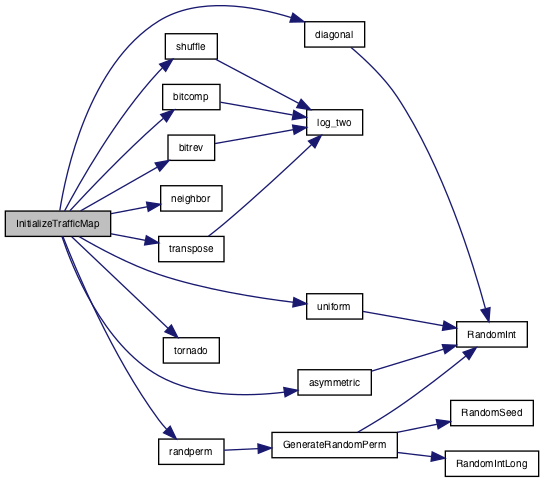 diagonal
shuffle
bitcomp
log_two
bitrev
neighbor
InitializeTrafficMap
transpose
uniform
RandomInt
tornado
asymmetric
RandomSeed
GenerateRandomPerm
randperm
RandomIntLong